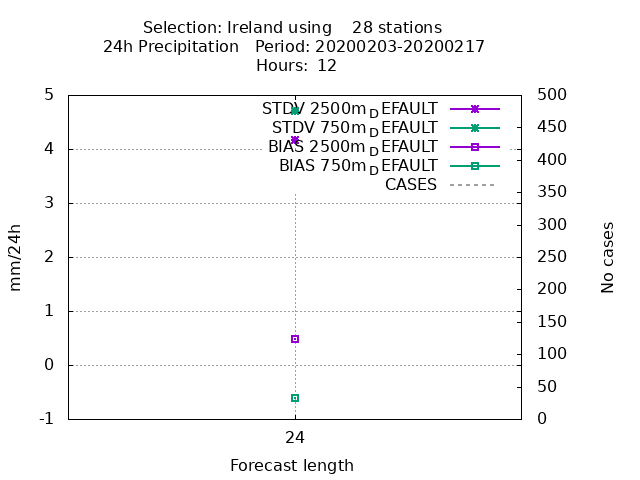 Selection: Ireland using    28 stations
24h Precipitation   Period: 20200203-20200217
Hours: 12
5
4
3
2
1
0
-1
mm/24h
STDV 2500m_DEFAULT
STDV 750m_DEFAULT
BIAS 2500m_DEFAULT
BIAS 750m_DEFAULT
CASES
500
450
400
350
300
250
200
150
100
50
0
No cases
24
Forecast length